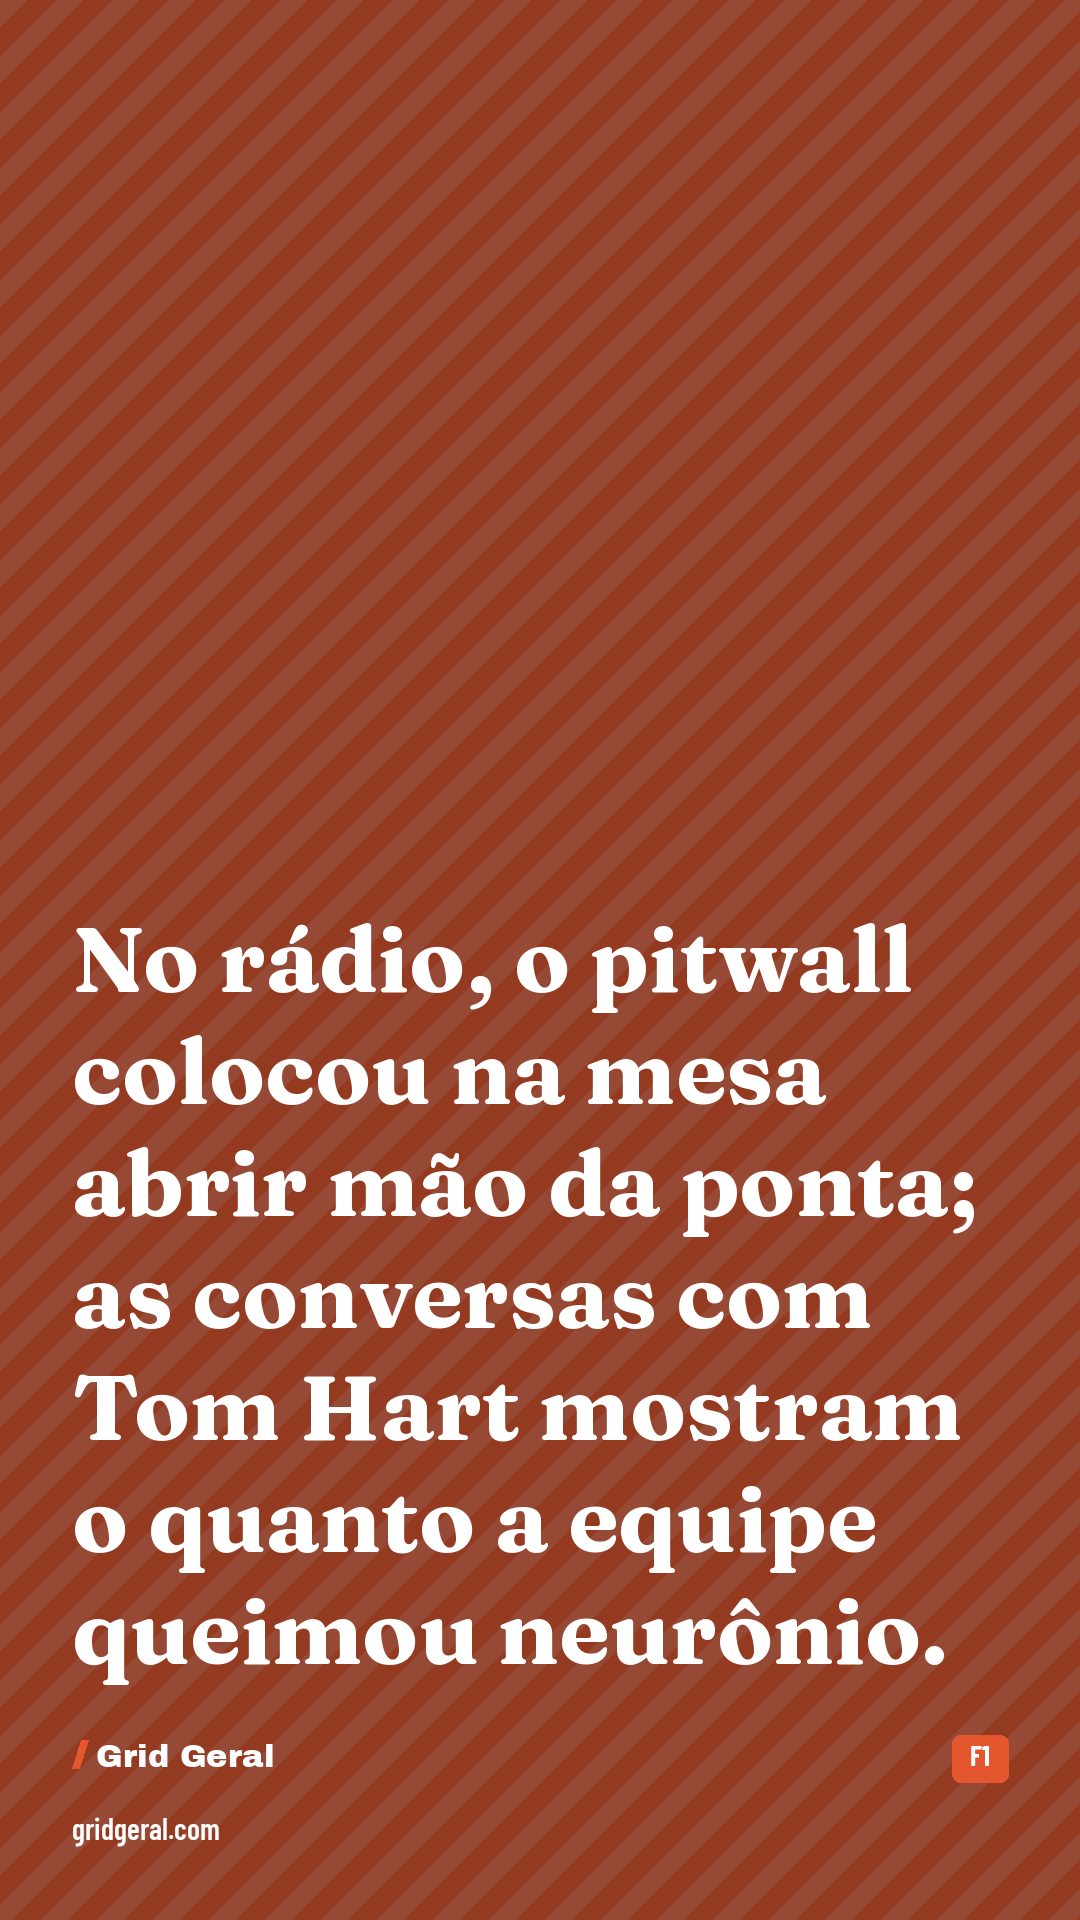 No rádio, o pitwall
colocou na mesa
abrir mão da ponta;
as conversas com
Tom Hart mostram
o quanto a equipe
queimou neurônio.
/ Grid Geral
F1
gridgeral.com